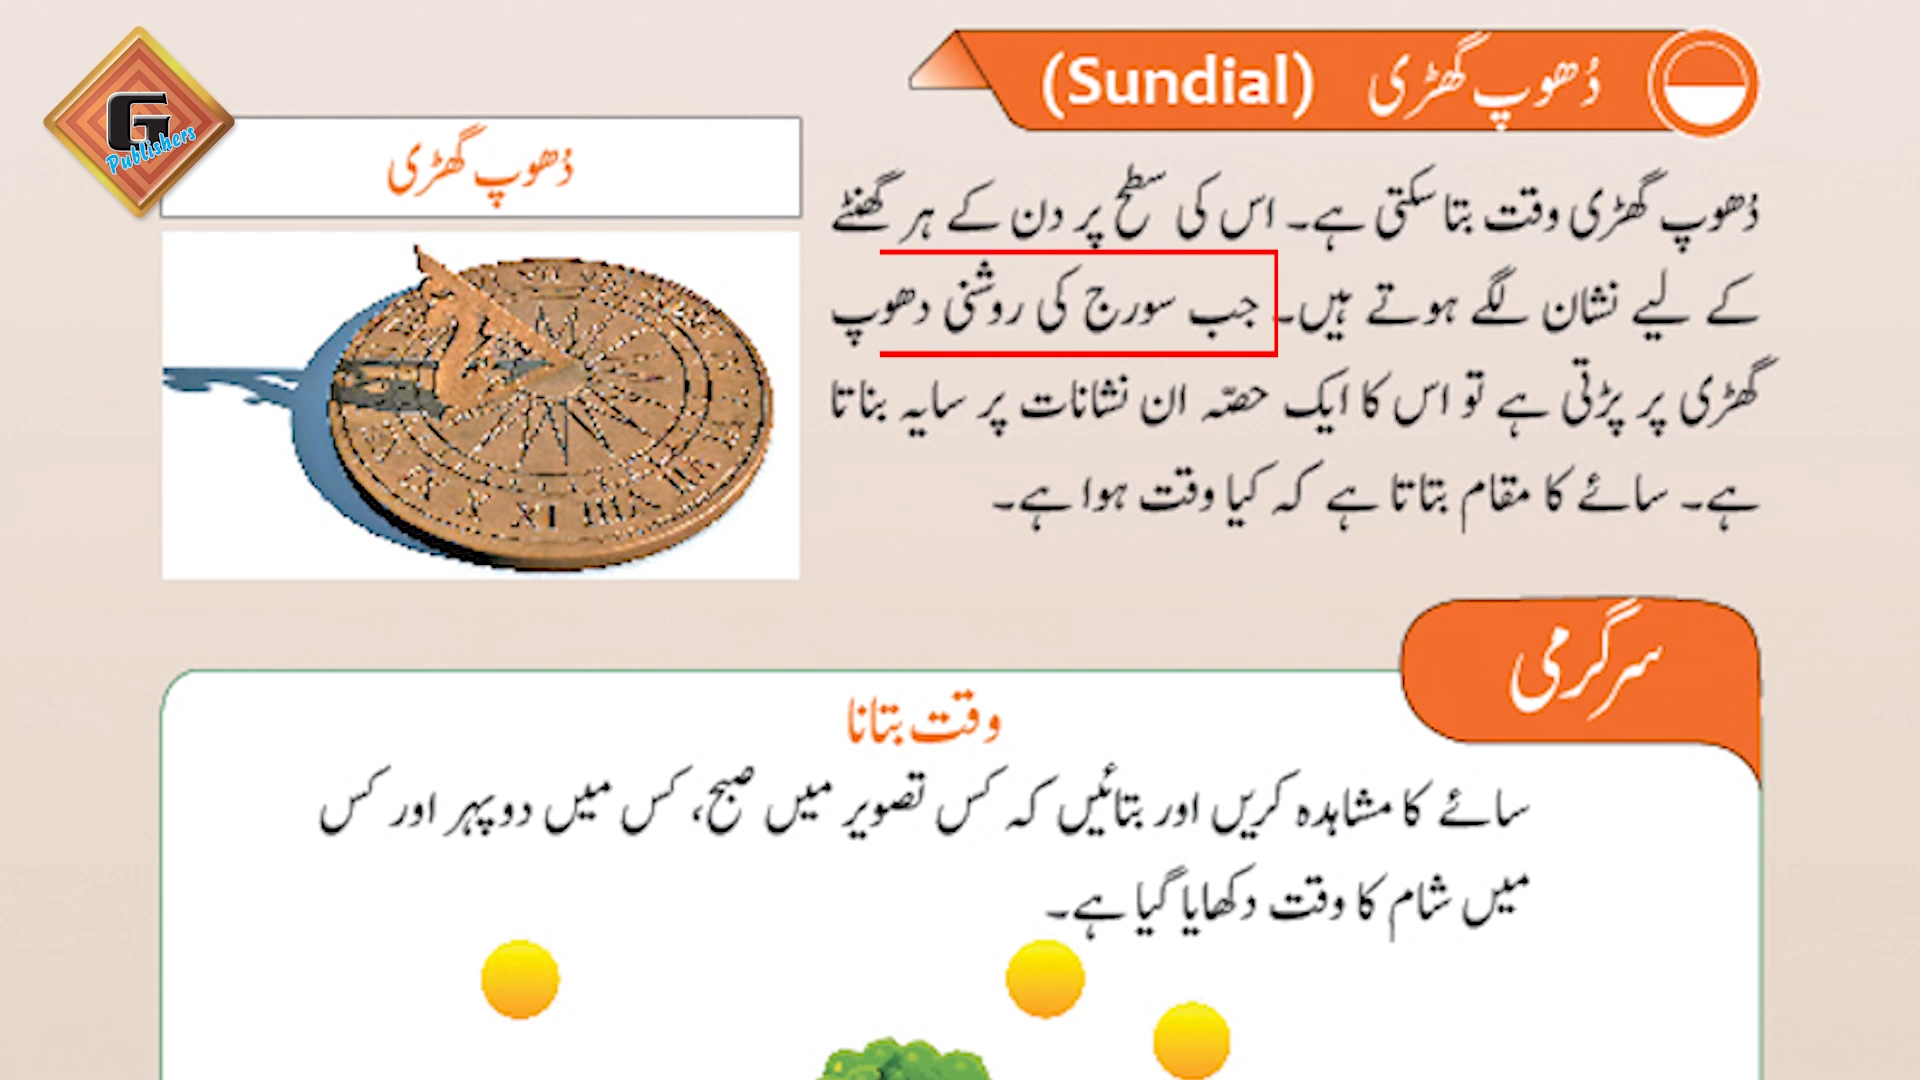 G
Publishers
دُھوپ گھڑی (Sundial)
دُھوپ گھڑی
دُھوپ گھڑی وقت بتا سکتی ہے۔ اس کی سطح پر دن کے ہر گھنٹے
کے لیے نشان لگے ہوتے ہیں۔ جب سورج کی روشنی دھوپ
گھڑی پر پڑتی ہے تو اس کا ایک حصّہ ان نشانات پر سایہ بناتا
ہے۔ سائے کا مقام بتاتا ہے کہ کیا وقت ہوا ہے۔
سرگرمی
وقت بتانا
سائے کا مشاہدہ کریں اور بتائیں کہ کس تصویر میں صبح، کس میں دوپہر اور کس
میں شام کا وقت دکھایا گیا ہے۔